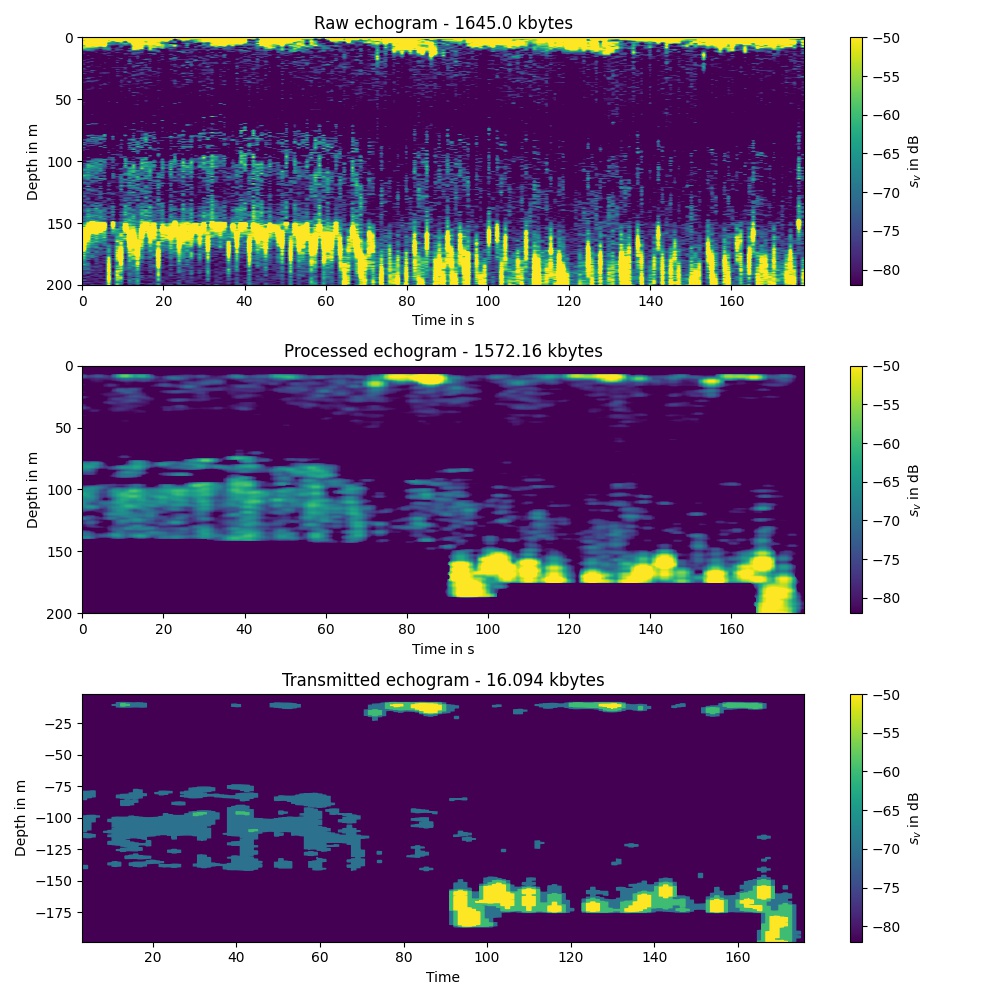 Raw echogram - 1645.0 kbytes
0
50
100
150
200
Depth in m
0 20 40 60 80 100 120 140 160
Time in s
−50
−55
−60
−65
−70
−75
−80
sv in dB
Processed echogram - 1572.16 kbytes
0
50
100
150
200
Depth in m
0 20 40 60 80 100 120 140 160
Time in s
−50
−55
−60
−65
−70
−75
−80
sv in dB
Transmitted echogram - 16.094 kbytes
−25
−50
−75
−100
−125
−150
−175
Depth in m
20 40 60 80 100 120 140 160
Time
−50
−55
−60
−65
−70
−75
−80
sv in dB